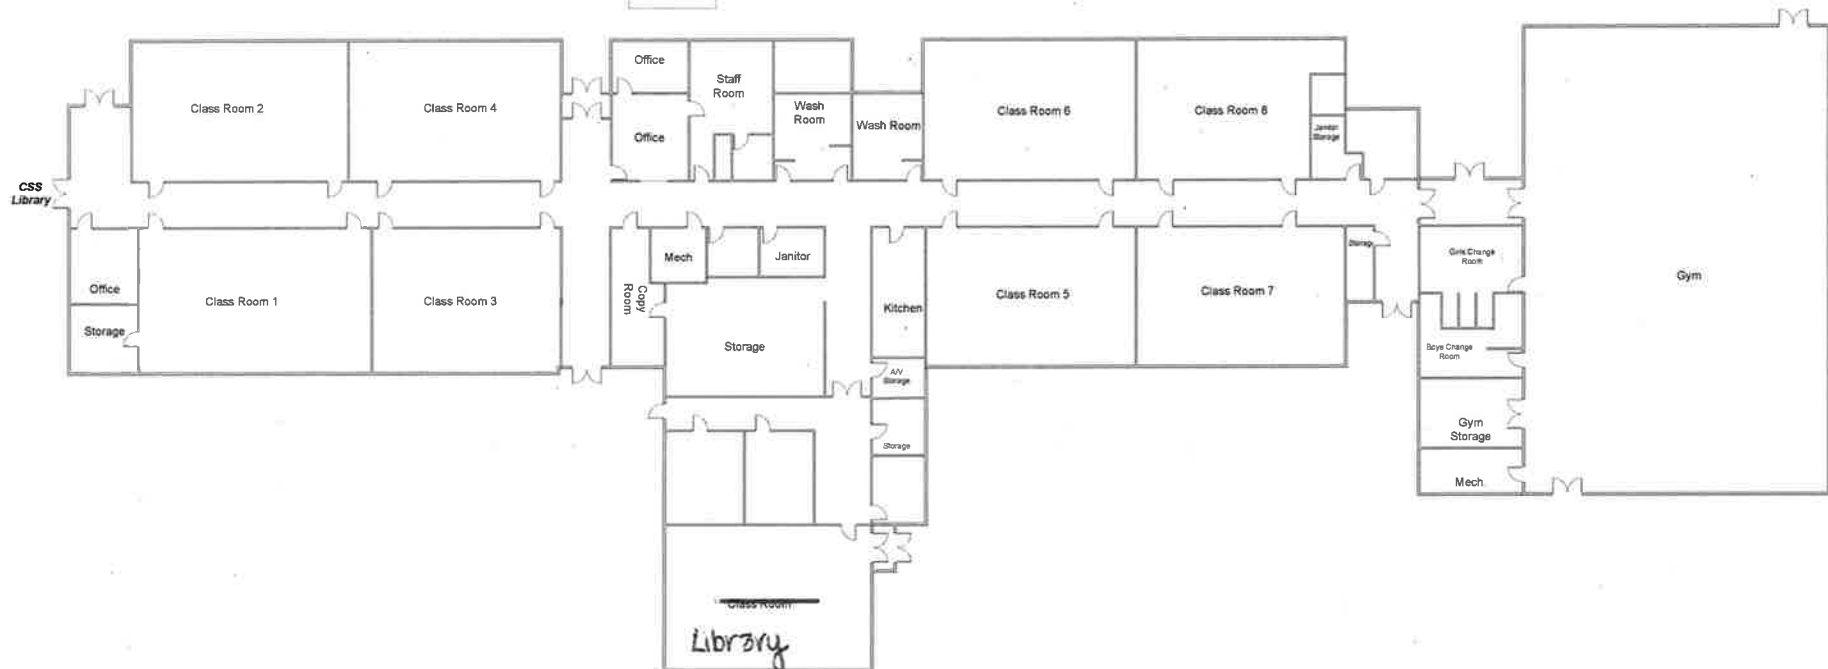 Class Room 2
Class Room 4
Office
Office
Staff
Room
Wash
Room
Wash Room
Class Room 6
Class Room 8
Janitor
Storage
CSS
Library
Office
Storage
Class Room 1
Class Room 3
Copy
Room
Mech
Janitor
Storage
Kitchen
A/V
Storage
Storage
Class Room 5
Class Room 7
Storage
Girls Change
Room
Boys Change
Room
Gym
Storage
Mech
Gym
Class Room
Library